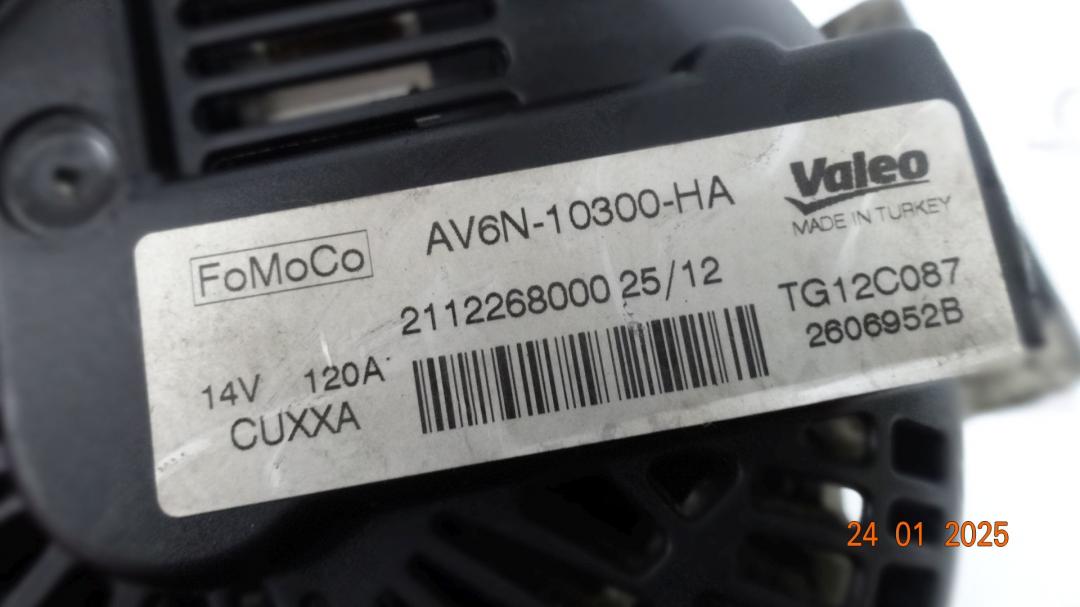 FoMoCo
AV6N-10300-HA
Valeo
MADE IN TURKEY
2112268000 25/12
TG12C087
2606952B
14V 120A
CUXXA
24 01 2025